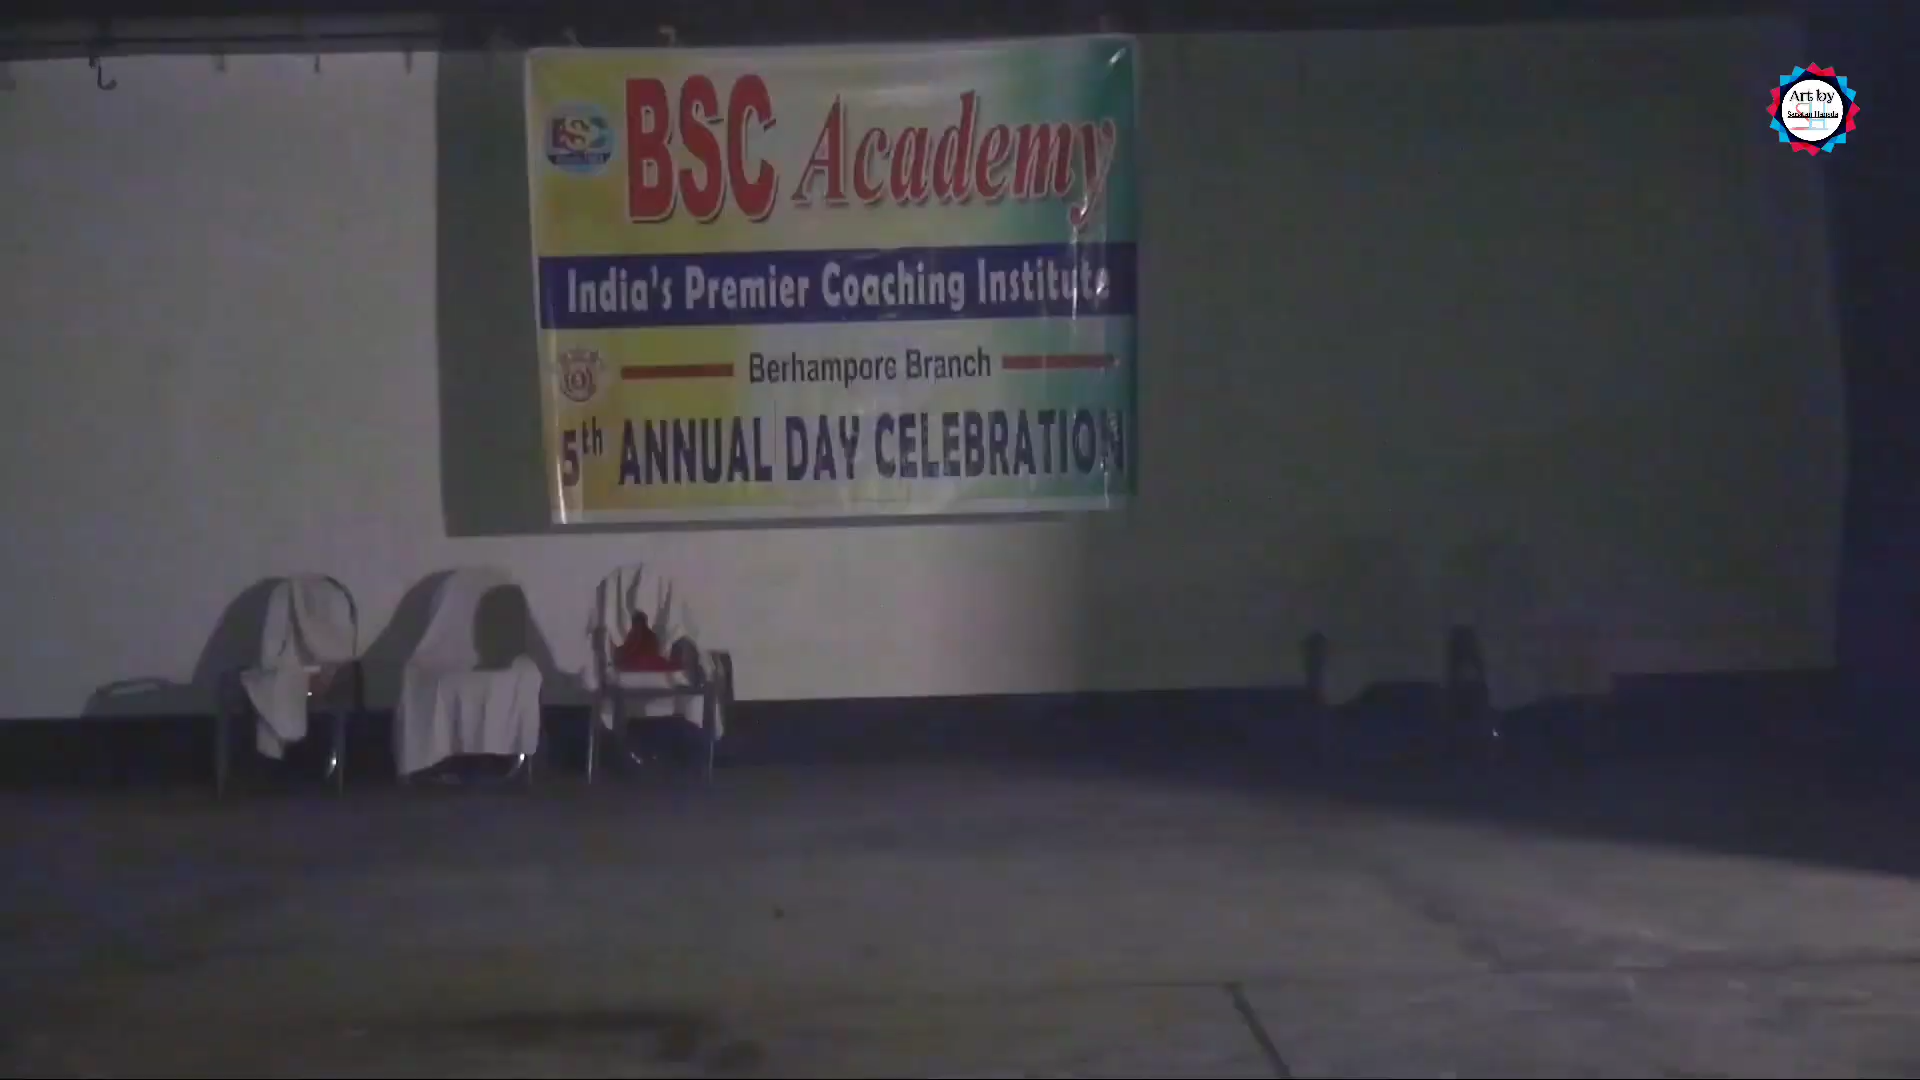 BSC Academy
India's Premier Coaching Institute
Berhampore Branch
5th ANNUAL DAY CELEBRATION
Art by